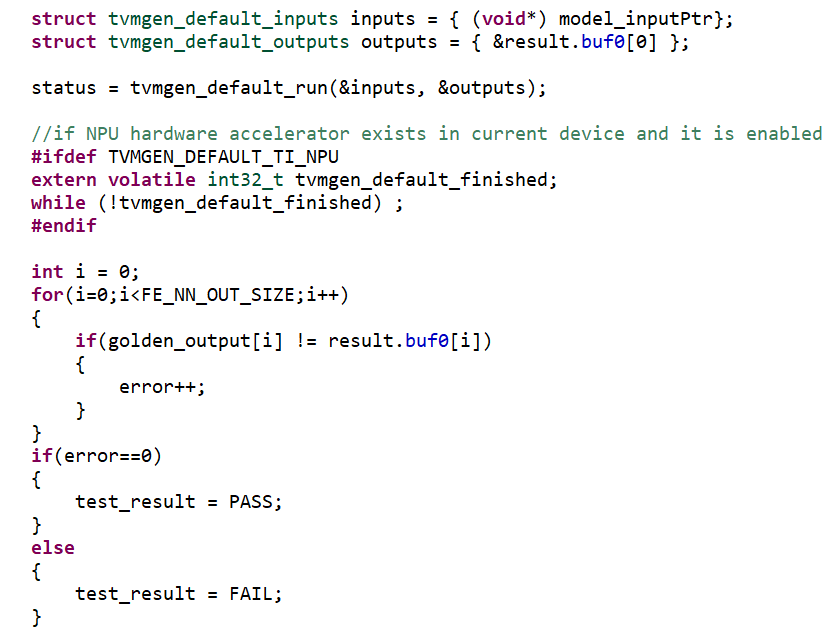 struct tvmgen_default_inputs inputs = { (void*) model_inputPtr};
struct tvmgen_default_outputs outputs = { &result.buf0[0] };
status = tvmgen_default_run(&inputs, &outputs);
//if NPU hardware accelerator exists in current device and it is enabled
#ifdef TVMGEN_DEFAULT_TI_NPU
extern volatile int32_t tvmgen_default_finished;
while (!tvmgen_default_finished) ;
#endif
int i = 0;
for(i=0;i<FE_NN_OUT_SIZE;i++)
{
    if(golden_output[i] != result.buf0[i])
    {
        error++;
    }
}
if(error==0)
{
    test_result = PASS;
}
else
{
    test_result = FAIL;
}